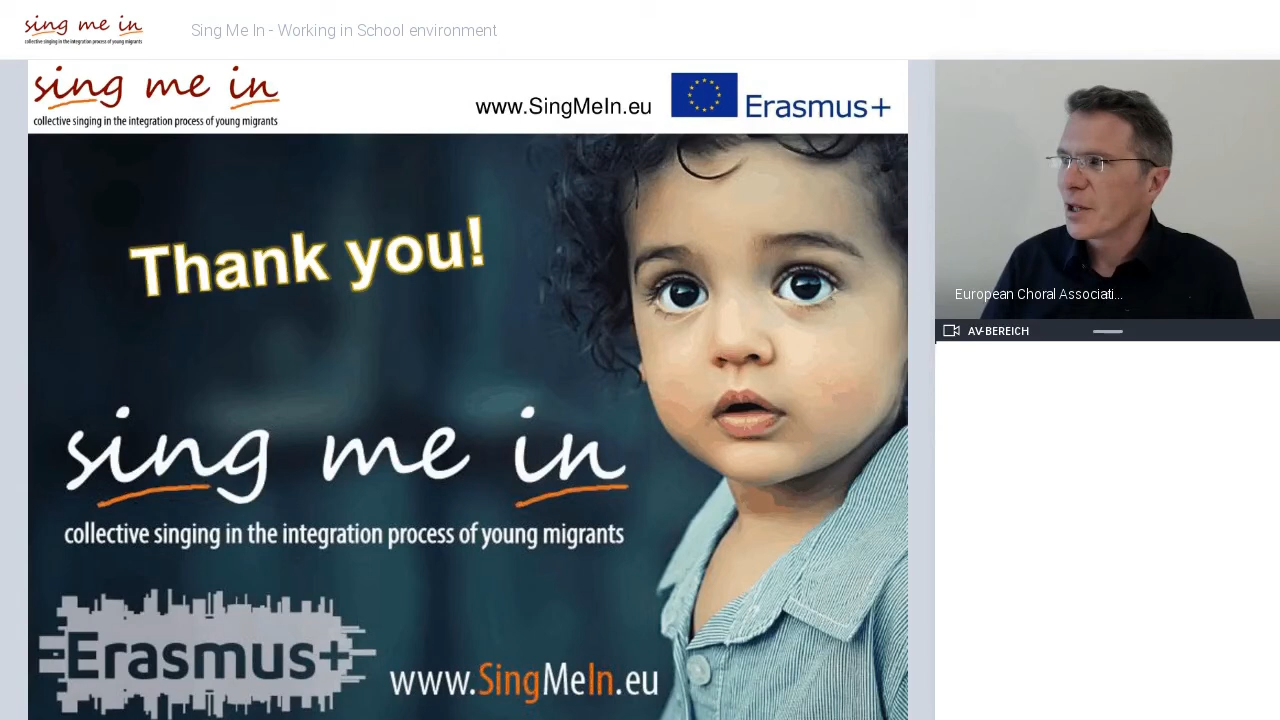 sing me in
collective singing in the integration process of young migrants
Sing Me In - Working in School environment
sing me in
collective singing in the integration process of young migrants
www.SingMeIn.eu
Erasmus+
Thank you!
sing me in
collective singing in the integration process of young migrants
Erasmus+
www.SingMeIn.eu
European Choral Associati...
AV-BEREICH